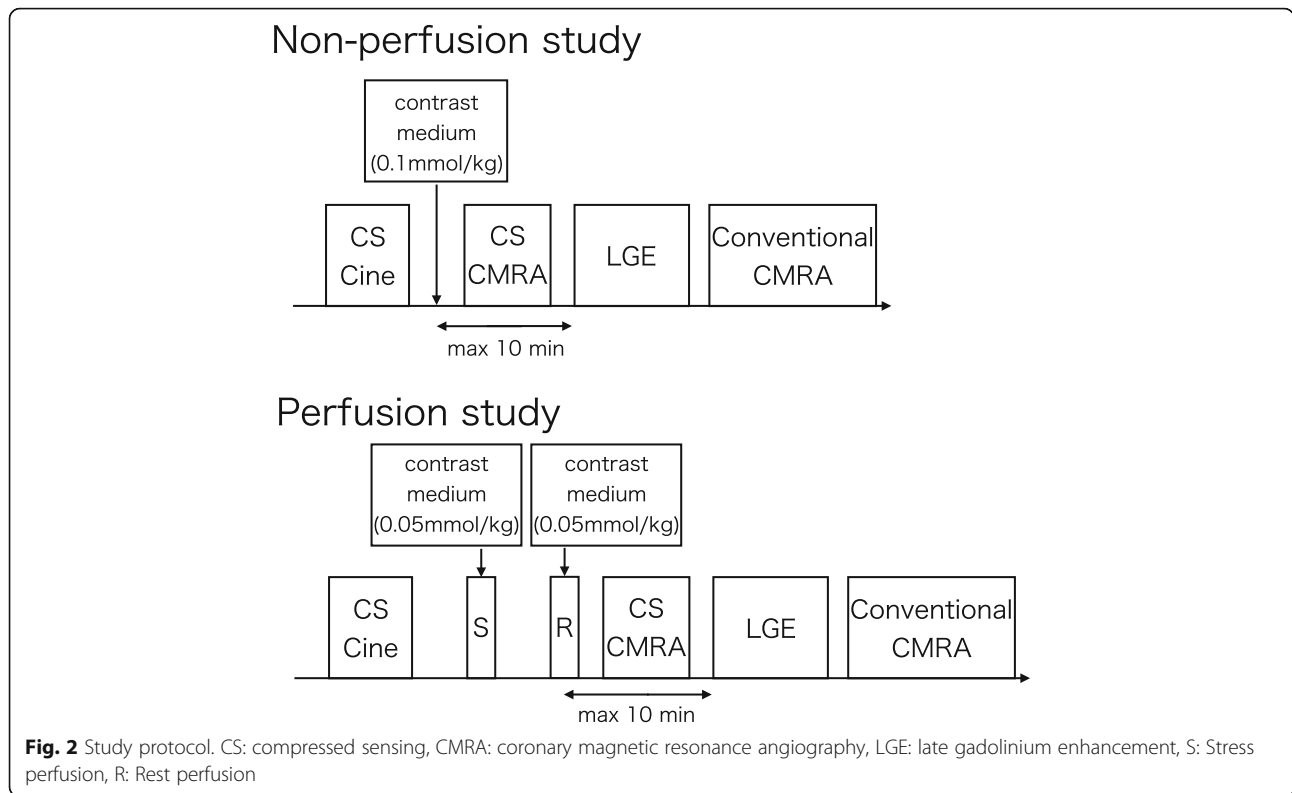 Non-perfusion study
contrast
medium
(0.1mmol/kg)
CS
Cine
CS
CMRA
LGE
Conventional
CMRA
max 10 min
Perfusion study
contrast
medium
(0.05mmol/kg)
contrast
medium
(0.05mmol/kg)
CS
Cine
S
R
CS
CMRA
LGE
Conventional
CMRA
max 10 min
Fig. 2 Study protocol. CS: compressed sensing, CMRA: coronary magnetic resonance angiography, LGE: late gadolinium enhancement, S: Stress
perfusion, R: Rest perfusion